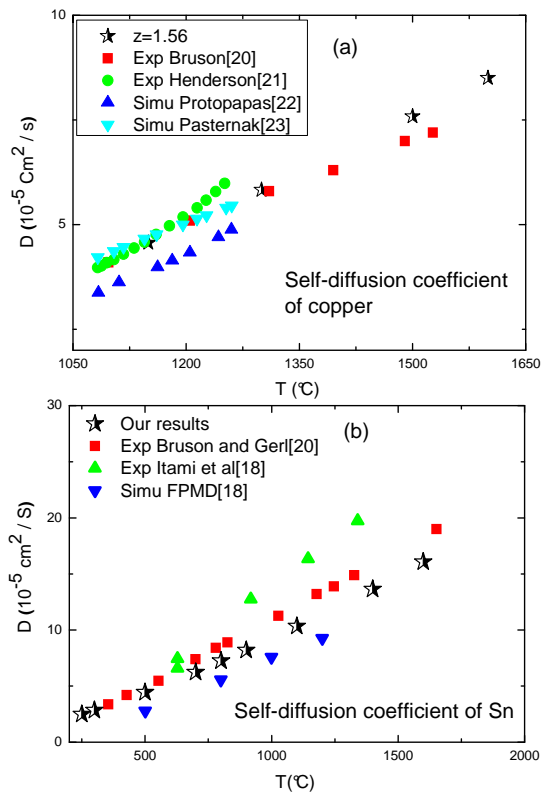 (a)
z=1.56
Exp Bruson[20]
Exp Henderson[21]
Simu Protopapas[22]
Simu Pasternak[23]
10
5
D (10⁻⁵ Cm² / s)
Self-diffusion coefficient
of copper
1050 1200 1350 1500 1650
T (℃)
(b)
Our results
Exp Bruson and Gerl[20]
Exp Itami et al[18]
Simu FPMD[18]
30
20
10
0
D (10⁻⁵ cm² / S)
Self-diffusion coefficient of Sn
500 1000 1500 2000
T(℃)